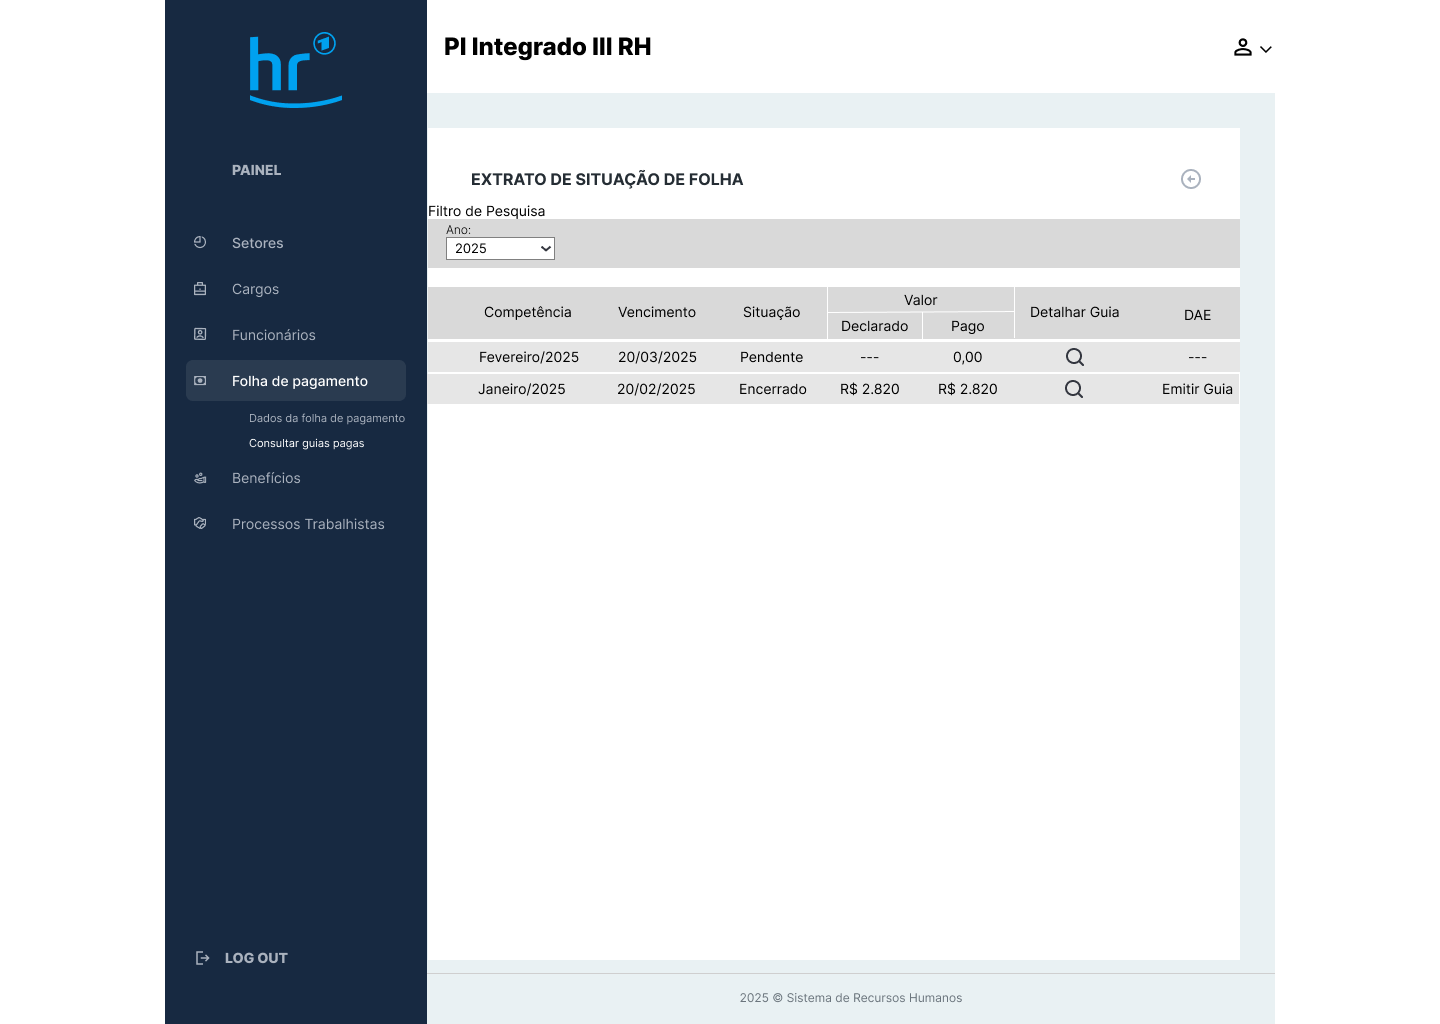 hr
PI Integrado III RH
PAINEL
Setores
Cargos
Funcionários
Folha de pagamento
Dados da folha de pagamento
Consultar guias pagas
Benefícios
Processos Trabalhistas
LOG OUT
EXTRATO DE SITUAÇÃO DE FOLHA
Filtro de Pesquisa
Ano:
2025
Competência Vencimento Situação Valor Detalhar Guia DAE
Declarado Pago
Fevereiro/2025 20/03/2025 Pendente --- 0,00 ---
Janeiro/2025 20/02/2025 Encerrado R$ 2.820 R$ 2.820 Emitir Guia
2025 © Sistema de Recursos Humanos